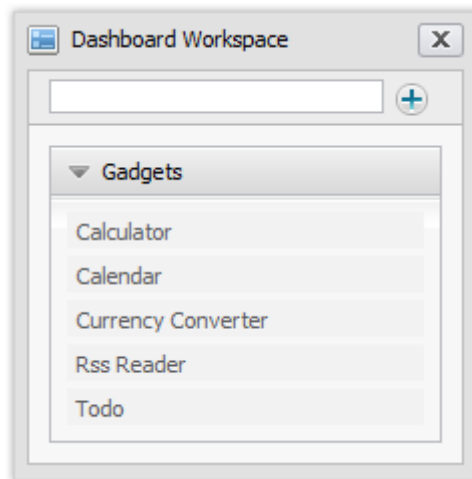 Dashboard Workspace
Gadgets
Calculator
Calendar
Currency Converter
Rss Reader
Todo